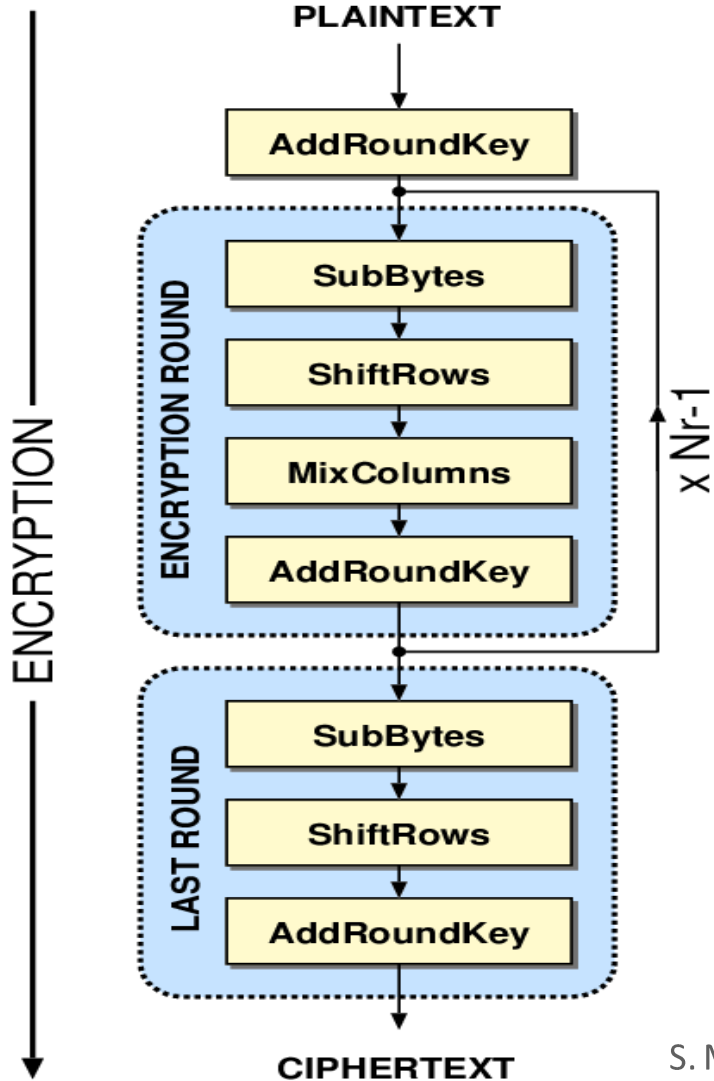 PLAINTEXT
AddRoundKey
ENCRYPTION ROUND
SubBytes
ShiftRows
MixColumns
AddRoundKey
x Nr-1
ENCRYPTION
LAST ROUND
SubBytes
ShiftRows
AddRoundKey
CIPHERTEXT
S.